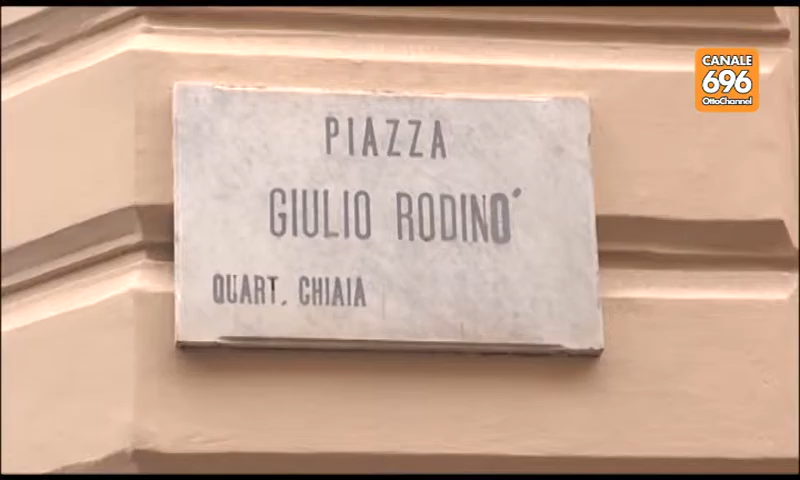 CANALE
696
OttoChannel
PIAZZA
GIULIO RODINO'
QUART. CHIAIA